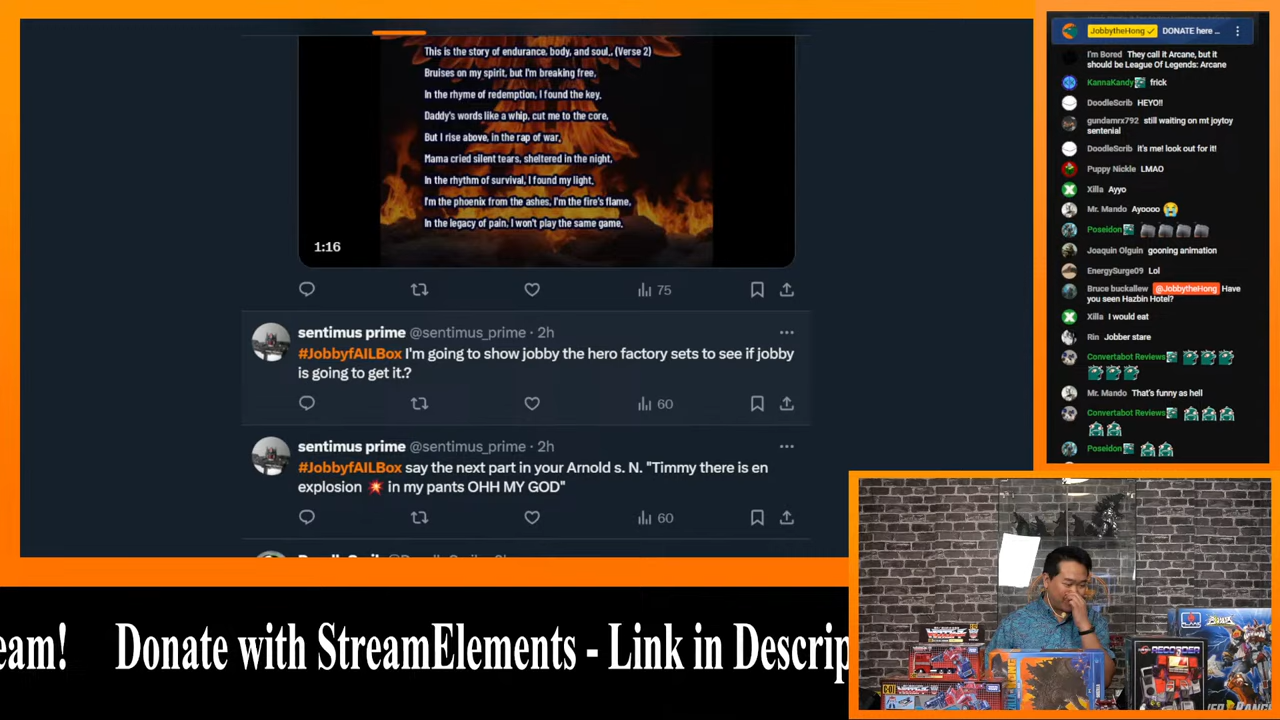 This is the story of endurance, body, and soul,, (Verse 2)
Bruises on my spirit, but I'm breaking free,
In the rhyme of redemption, I found the key,
Daddy's words like a whip, cut me to the core,
But I rise above, in the rap of war,
Mama cried silent tears, sheltered in the night,
In the rhythm of survival, I found my light,
I'm the phoenix from the ashes, I'm the fire's flame,
In the legacy of pain, I won't play the same game,
1:16
75
sentimus prime @sentimus_prime · 2h
#JobbyfAILBox I'm going to show jobby the hero factory sets to see if jobby
is going to get it.?
60
sentimus prime @sentimus_prime · 2h
#JobbyfAILBox say the next part in your Arnold s. N. "Timmy there is en
explosion 💥 in my pants OHH MY GOD"
60
JobbytheHong DONATE here ...
I'm Bored They call it Arcane, but it
should be League Of Legends: Arcane
KannaKandy frick
DoodleScrib HEYO!!
gundamrx792 still waiting on mt joytoy
sentenial
DoodleScrib it's me! look out for it!
Puppy Nickle LMAO
Xilla Ayyo
Mr. Mando Ayoooo 😭
Poseidon
Joaquin Olguin gooning animation
EnergySurge09 Lol
Bruce buckallew @JobbytheHong Have
you seen Hazbin Hotel?
Xilla I would eat
Rin Jobber stare
Convertabot Reviews
Mr. Mando That's funny as hell
Convertabot Reviews
Poseidon
eam! Donate with StreamElements - Link in Descrip
RECORDER